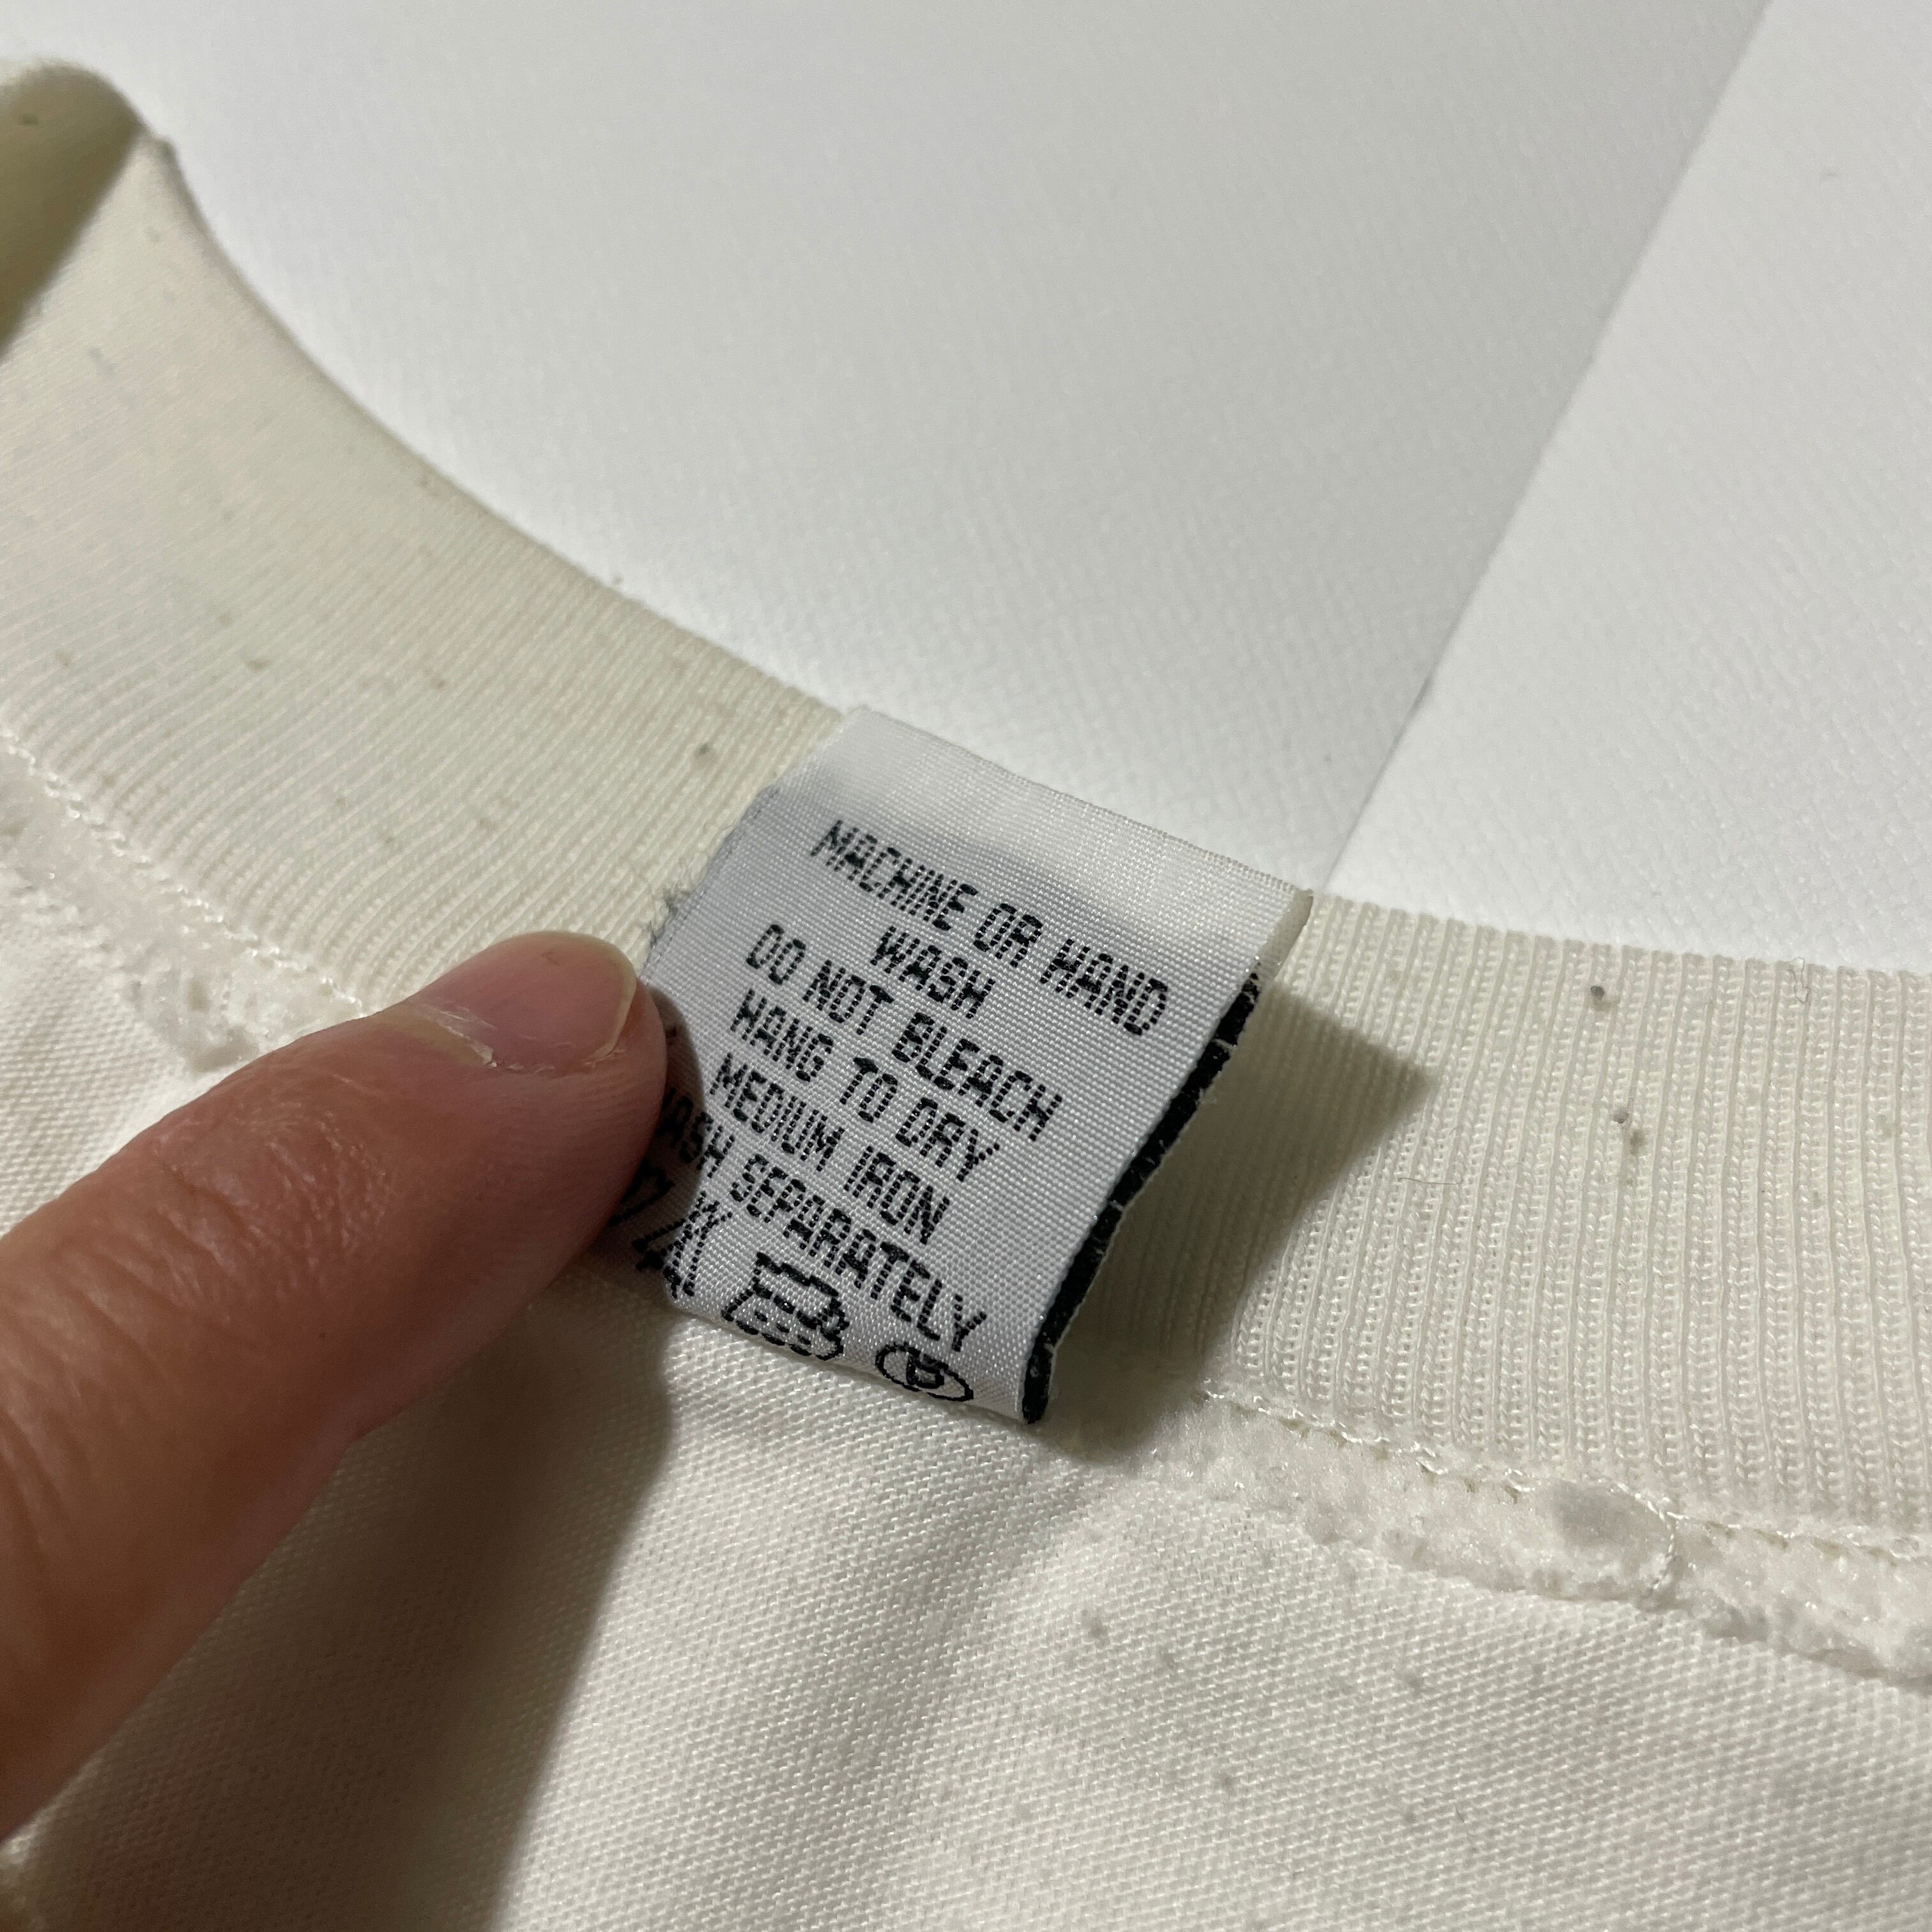 MACHINE OR HAND
WASH
DO NOT BLEACH
HANG TO DRY
MEDIUM IRON
WASH SEPARATELY
P